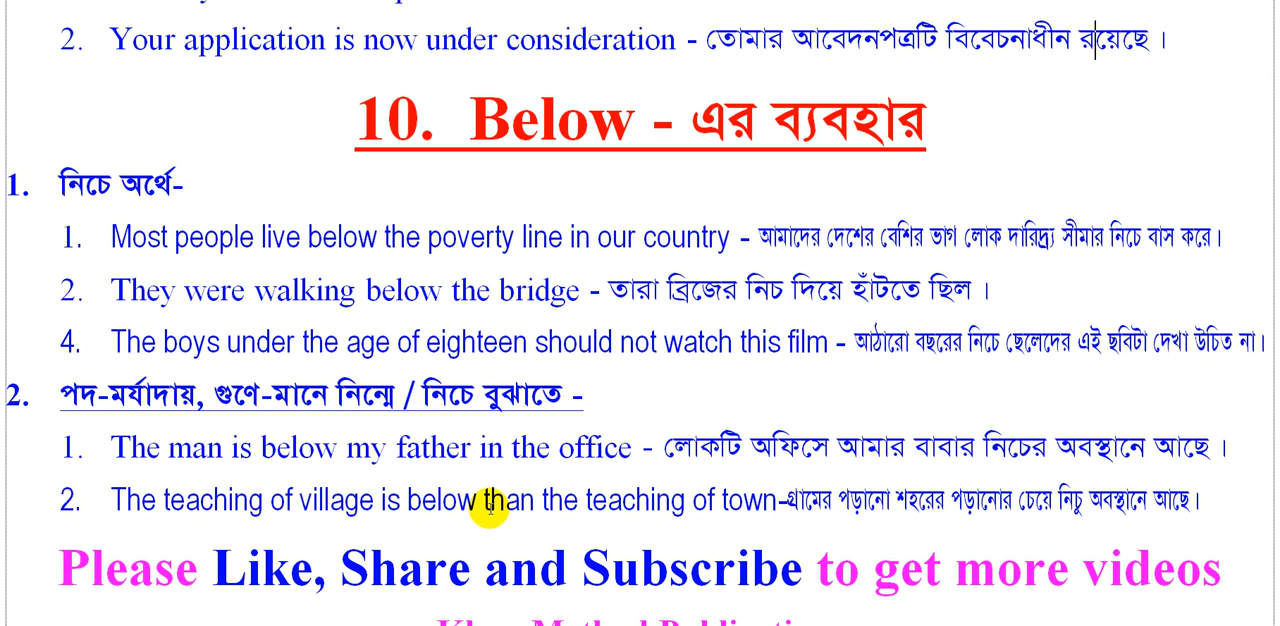 2. Your application is now under consideration - তোমার আবেদনপত্রটি বিবেচনাধীন রয়েছে ।
10. Below - এর ব্যবহার
1. নিচে অর্থে-
1. Most people live below the poverty line in our country - আমাদের দেশের বেশির ভাগ লোক দারিদ্র্য সীমার নিচে বাস করে।
2. They were walking below the bridge - তারা ব্রিজের নিচ দিয়ে হাঁটতে ছিল ।
4. The boys under the age of eighteen should not watch this film - আঠারো বছরের নিচে ছেলেদের এই ছবিটা দেখা উচিত না।
2. পদ-মর্যাদায়, গুণে-মানে নিম্নে / নিচে বুঝাতে -
1. The man is below my father in the office - লোকটি অফিসে আমার বাবার নিচের অবস্থানে আছে ।
2. The teaching of village is below than the teaching of town-গ্রামের পড়ানো শহরের পড়ানোর চেয়ে নিচু অবস্থানে আছে।
Please Like, Share and Subscribe to get more videos